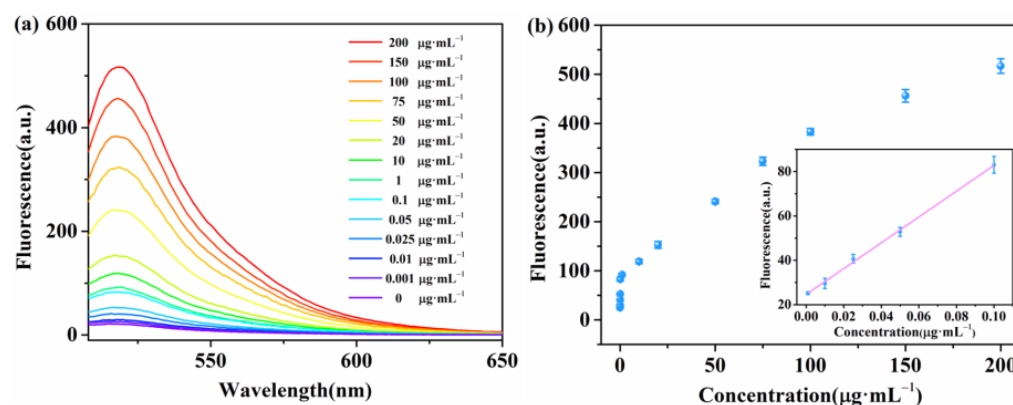 (a)
600
400
200
0
550
600
650
Fluorescence(a.u.)
Wavelength(nm)
200 μg·mL⁻¹
150 μg·mL⁻¹
100 μg·mL⁻¹
75 μg·mL⁻¹
50 μg·mL⁻¹
20 μg·mL⁻¹
10 μg·mL⁻¹
1 μg·mL⁻¹
0.1 μg·mL⁻¹
0.05 μg·mL⁻¹
0.025 μg·mL⁻¹
0.01 μg·mL⁻¹
0.001 μg·mL⁻¹
0 μg·mL⁻¹
(b)
600
500
400
300
200
100
0
0
50
100
150
200
Fluorescence(a.u.)
Concentration(μg·mL⁻¹)
80
60
40
20
0.00
0.02
0.04
0.06
0.08
0.10
Fluorescence(a.u.)
Concentration(μg·mL⁻¹)